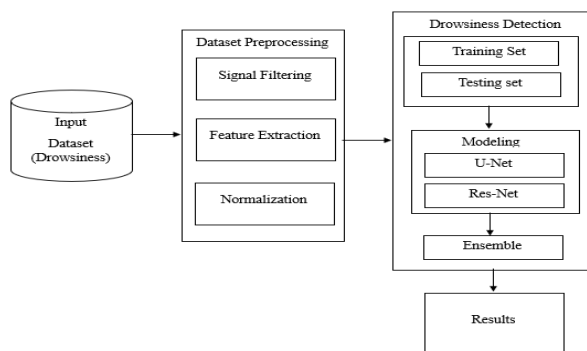 Input
Dataset
(Drowsiness)
Dataset Preprocessing
Signal Filtering
Feature Extraction
Normalization
Drowsiness Detection
Training Set
Testing set
Modeling
U-Net
Res-Net
Ensemble
Results